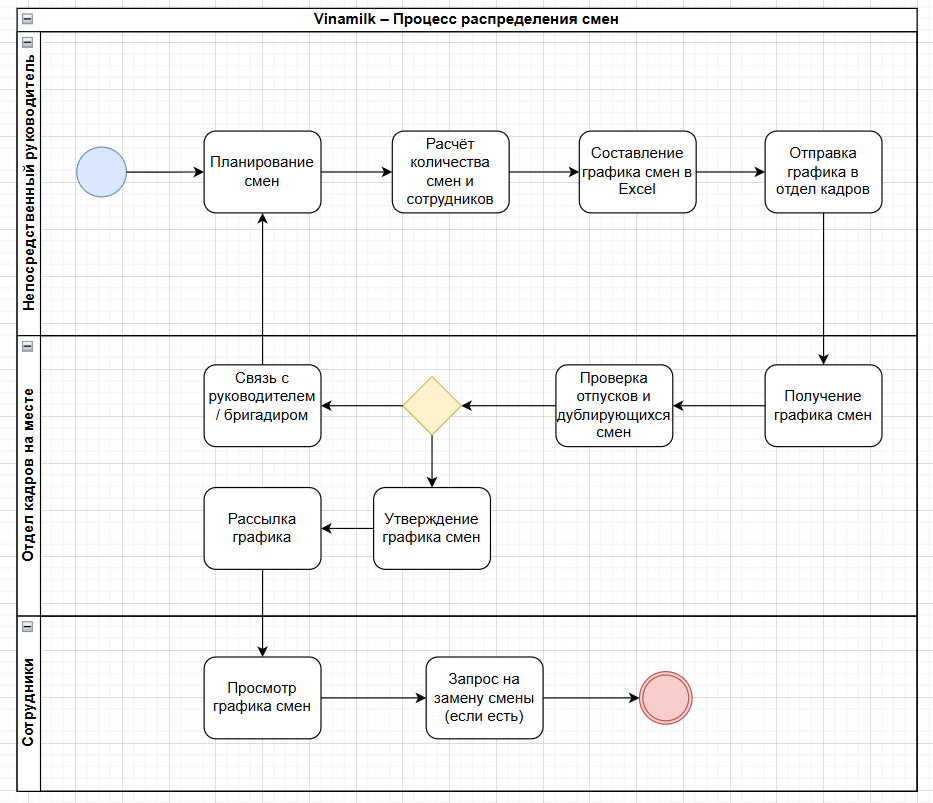 Vinamilk – Процесс распределения смен
Непосредственный руководитель
Планирование
смен
Расчёт
количества
смен и
сотрудников
Составление
графика смен в
Excel
Отправка
графика в
отдел кадров
Отдел кадров на месте
Связь с
руководителем
/ бригадиром
Проверка
отпусков и
дублирующихся
смен
Получение
графика смен
Рассылка
графика
Утверждение
графика смен
Сотрудники
Просмотр
графика смен
Запрос на
замену смены
(если есть)